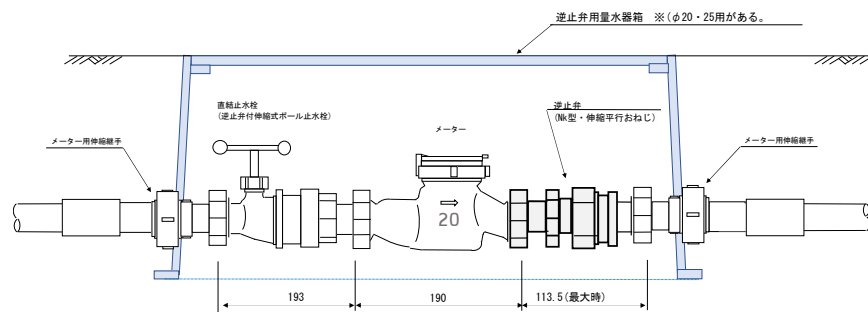 逆止弁用量水器箱 ※(φ20・25用がある。
直結止水栓
(逆止弁付伸縮式ボール止水栓)
メーター
逆止弁
(Nk型・伸縮平行おねじ)
メーター用伸縮継手
メーター用伸縮継手
20
193
190
113.5(最大時)